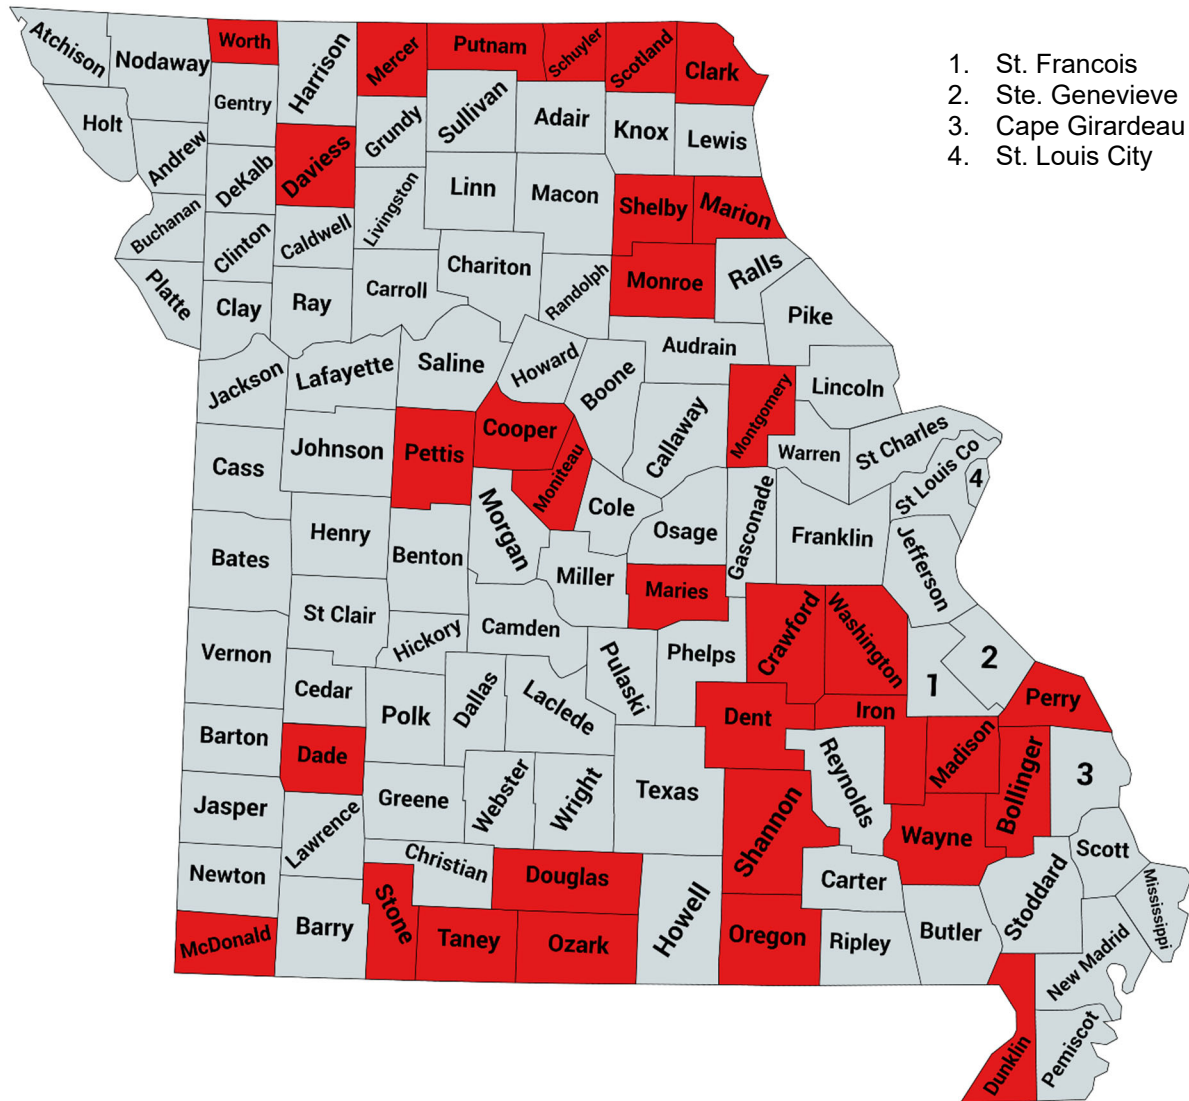 Atchison
Nodaway
Worth
Harrison
Mercer
Putnam
Schuyler
Scotland
Clark
1. St. Francois
2. Ste. Genevieve
3. Cape Girardeau
4. St. Louis City
Holt
Gentry
Andrew
DeKalb
Daviess
Grundy
Sullivan
Adair
Knox
Lewis
Buchanan
Clinton
Caldwell
Livingston
Linn
Macon
Shelby
Marion
Platte
Clay
Ray
Carroll
Chariton
Randolph
Monroe
Ralls
Pike
Jackson
Lafayette
Saline
Howard
Boone
Audrain
Callaway
Montgomery
Lincoln
Cass
Johnson
Pettis
Cooper
Moniteau
Warren
St Charles
St Louis Co
4
Bates
Henry
Benton
Morgan
Cole
Osage
Gasconade
Franklin
Jefferson
Miller
Maries
St Clair
Vernon
Hickory
Camden
Pulaski
Phelps
Crawford
Washington
1
2
Perry
Cedar
Polk
Dallas
Laclede
Dent
Iron
Barton
Dade
Madison
Bollinger
3
Reynolds
Jasper
Lawrence
Greene
Webster
Wright
Texas
Shannon
Wayne
Scott
Mississippi
Newton
Christian
Douglas
Carter
Stoddard
McDonald
Barry
Stone
Taney
Ozark
Howell
Oregon
Ripley
Butler
New Madrid
Dunklin
Pemiscot